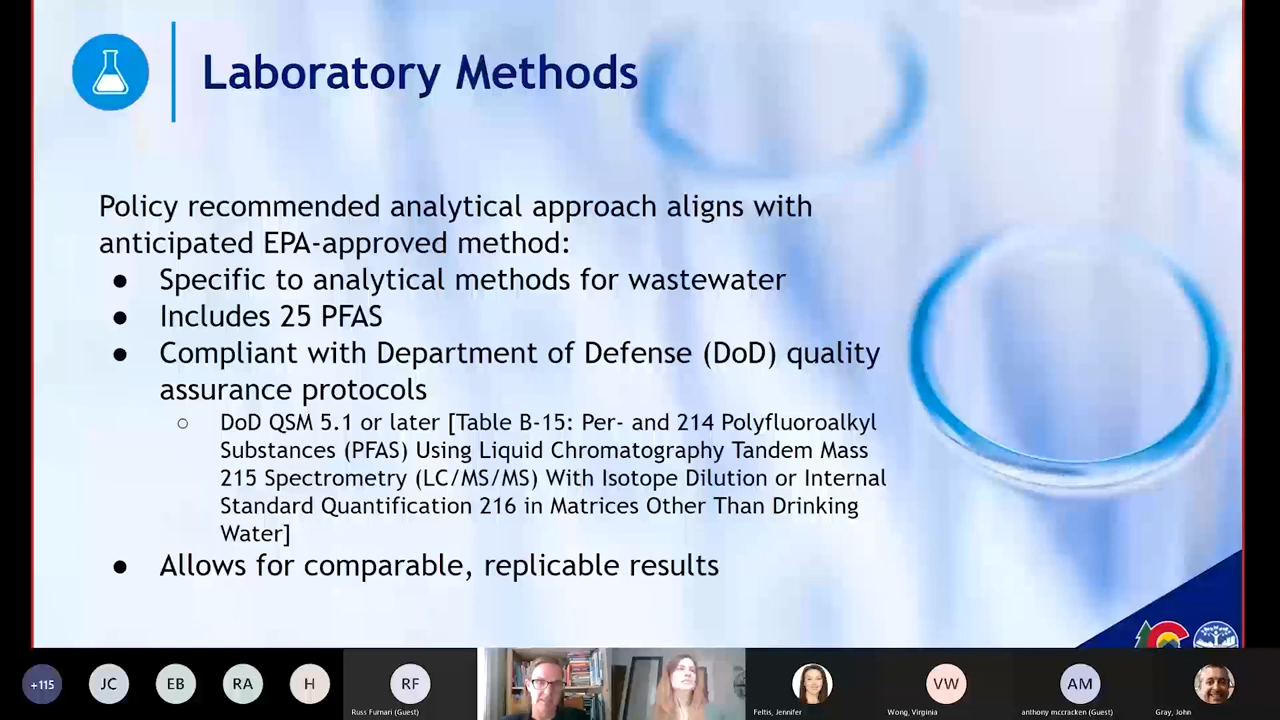 Laboratory Methods
Policy recommended analytical approach aligns with
anticipated EPA-approved method:
● Specific to analytical methods for wastewater
● Includes 25 PFAS
● Compliant with Department of Defense (DoD) quality
assurance protocols
○ DoD QSM 5.1 or later [Table B-15: Per- and 214 Polyfluoroalkyl
Substances (PFAS) Using Liquid Chromatography Tandem Mass
215 Spectrometry (LC/MS/MS) With Isotope Dilution or Internal
Standard Quantification 216 in Matrices Other Than Drinking
Water]
● Allows for comparable, replicable results
+115 JC EB RA H RF VW AM
Russ Furnari (Guest) Feltis, Jennifer Wong, Virginia anthony mccracken (Guest) Gray, John